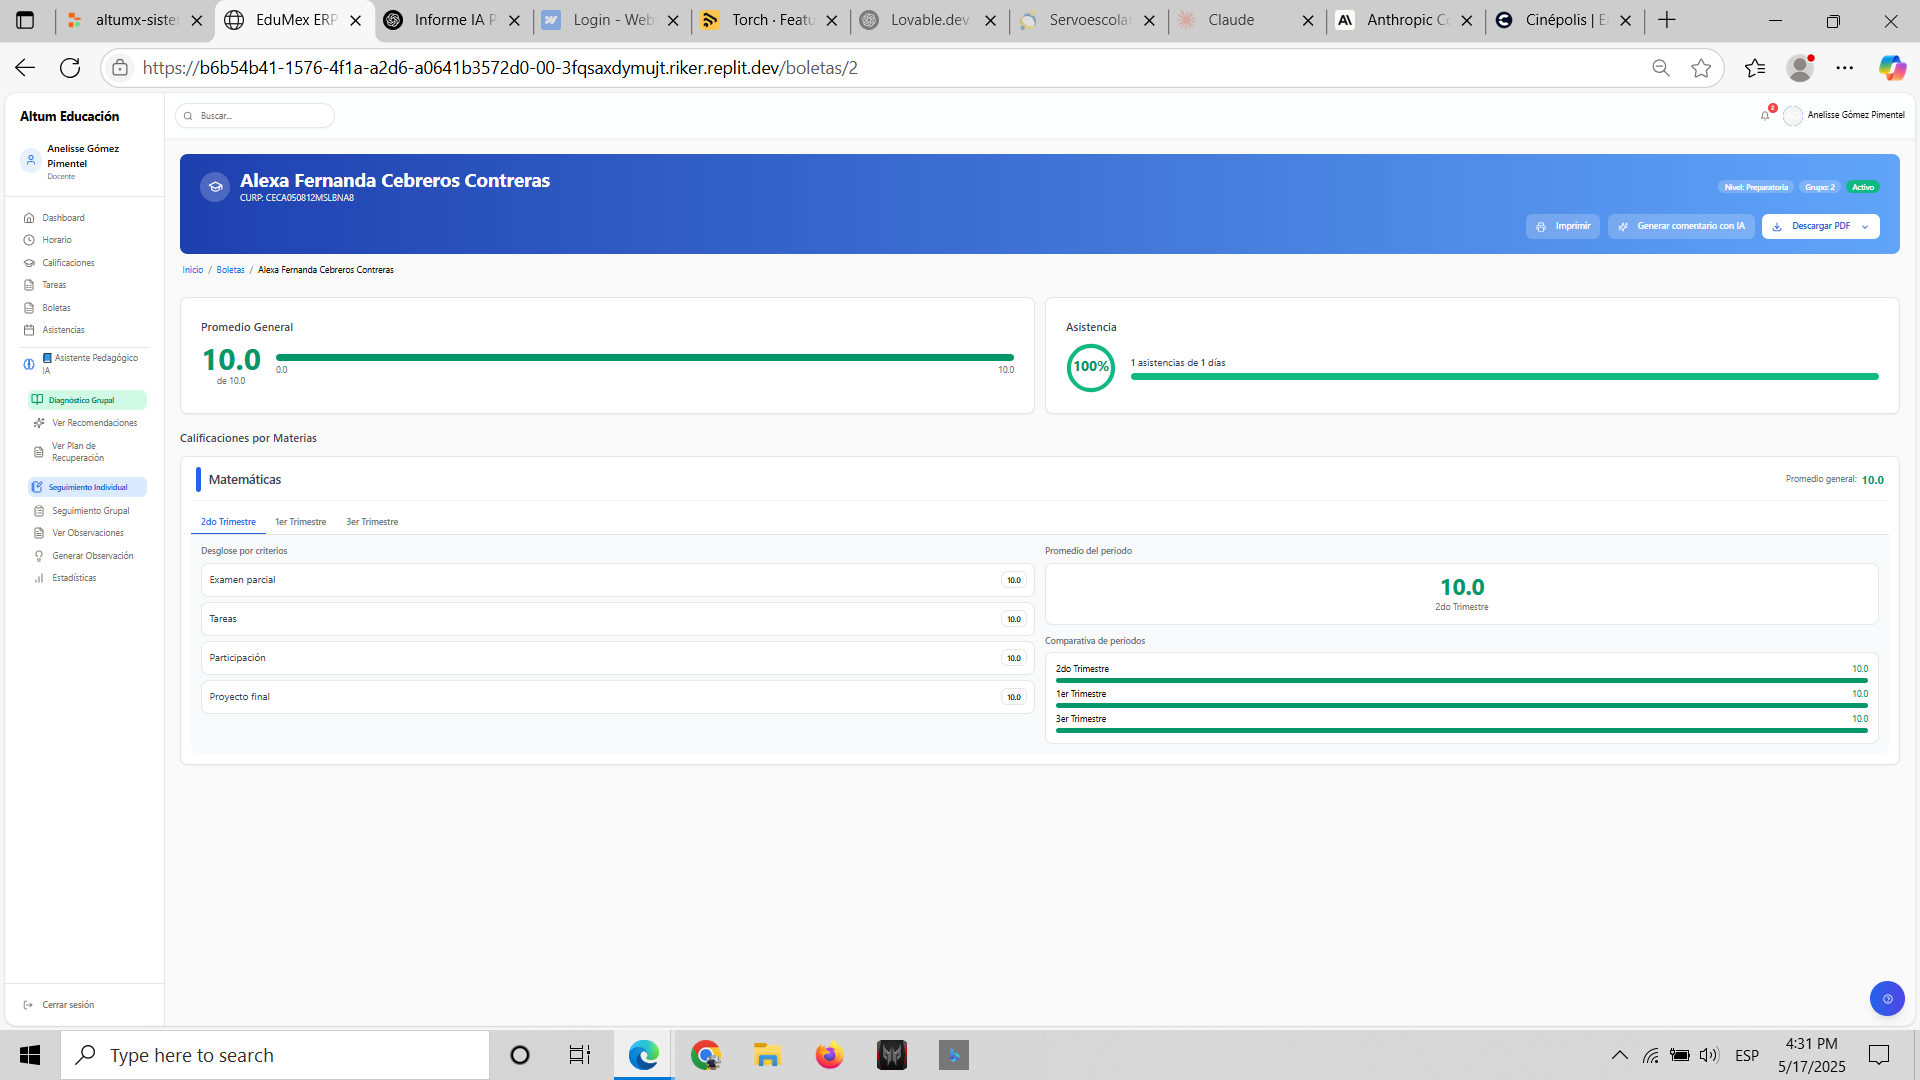 altumx-sister
EduMex ERP
Informe IA P
Login - Web
Torch · Featu
Lovable.dev
Servoescolar
Claude
Anthropic Co
Cinépolis | E
https://b6b54b41-1576-4f1a-a2d6-a0641b3572d0-00-3fqsaxdymujt.riker.replit.dev/boletas/2
Altum Educación
Anelisse Gómez
Pimentel
Docente
Dashboard
Horario
Calificaciones
Tareas
Boletas
Asistencias
Asistente Pedagógico
IA
Diagnóstico Grupal
Ver Recomendaciones
Ver Plan de
Recuperación
Seguimiento Individual
Seguimiento Grupal
Ver Observaciones
Generar Observación
Estadísticas
Cerrar sesión
Buscar...
2
Anelisse Gómez Pimentel
Alexa Fernanda Cebreros Contreras
CURP: CECA050812MSLBNA8
Nivel: Preparatoria
Grupo: 2
Activo
Imprimir
Generar comentario con IA
Descargar PDF
Inicio / Boletas / Alexa Fernanda Cebreros Contreras
Promedio General
10.0
de 10.0
0.0
10.0
Asistencia
100%
1 asistencias de 1 días
Calificaciones por Materias
Matemáticas
Promedio general: 10.0
2do Trimestre
1er Trimestre
3er Trimestre
Desglose por criterios
Examen parcial 10.0
Tareas 10.0
Participación 10.0
Proyecto final 10.0
Promedio del periodo
10.0
2do Trimestre
Comparativa de periodos
2do Trimestre 10.0
1er Trimestre 10.0
3er Trimestre 10.0
Type here to search
ESP
4:31 PM
5/17/2025